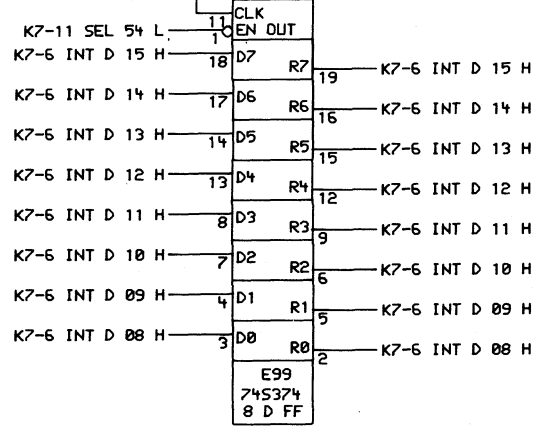 CLK
11
K7-11 SEL 54 L EN OUT
1
K7-6 INT D 15 H 18 D7
R7 19 K7-6 INT D 15 H
K7-6 INT D 14 H 17 D6
R6 16 K7-6 INT D 14 H
K7-6 INT D 13 H 14 D5
R5 15 K7-6 INT D 13 H
K7-6 INT D 12 H 13 D4
R4 12 K7-6 INT D 12 H
K7-6 INT D 11 H 8 D3
R3 9 K7-6 INT D 11 H
K7-6 INT D 10 H 7 D2
R2 6 K7-6 INT D 10 H
K7-6 INT D 09 H 4 D1
R1 5 K7-6 INT D 09 H
K7-6 INT D 08 H 3 D0
R0 2 K7-6 INT D 08 H
E99
74S374
8 D FF